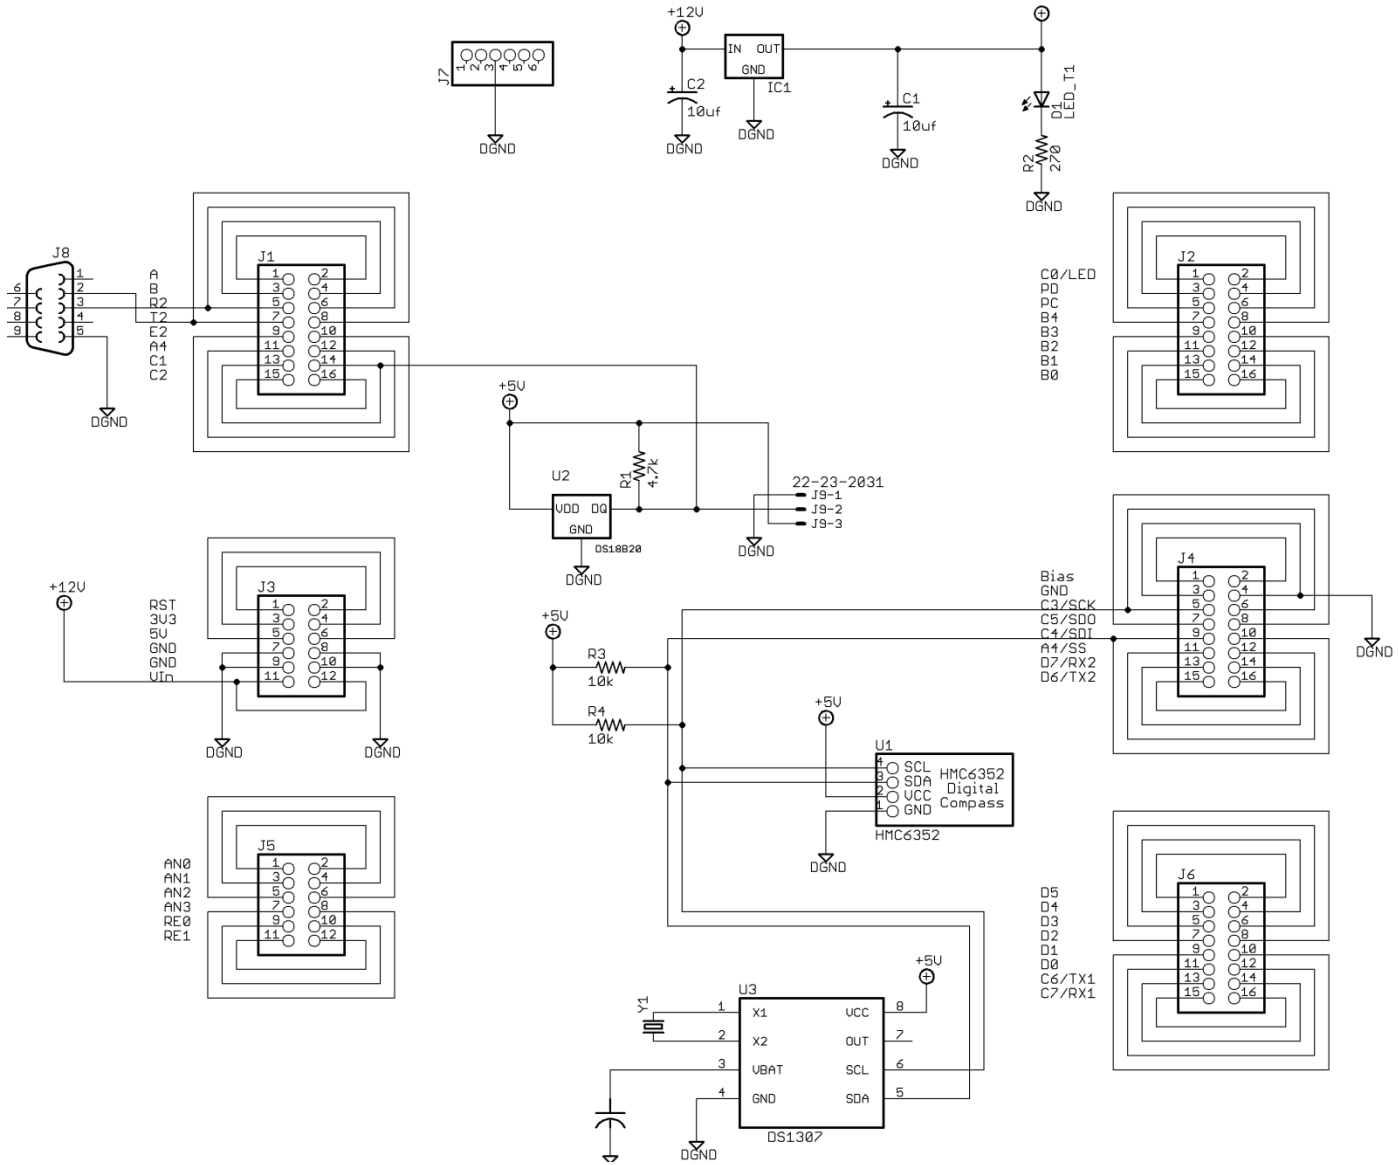 +12V
IN OUT
GND
IC1
C2
10uf
DGND
DGND
C1
10uf
DGND
D1
LED_T1
R2
270
DGND
J7
1 2 3 4 5 6
DGND
J8
1
6
2
7
3
8
4
9
5
DGND
A
B
R2
T2
E2
A4
C1
C2
J1
1 2
3 4
5 6
7 8
9 10
11 12
13 14
15 16
C0/LED
PD
PC
B4
B3
B2
B1
B0
J2
1 2
3 4
5 6
7 8
9 10
11 12
13 14
15 16
+5V
U2
VDD DQ
GND
DS18B20
DGND
R1
4.7k
22-23-2031
J9-1
J9-2
J9-3
DGND
+12V
RST
3V3
5V
GND
GND
VIn
J3
1 2
3 4
5 6
7 8
9 10
11 12
DGND
DGND
+5V
R3
10k
R4
10k
Bias
GND
C3/SCK
C5/SDO
C4/SDI
A4/SS
D7/RX2
D6/TX2
J4
1 2
3 4
5 6
7 8
9 10
11 12
13 14
15 16
DGND
+5V
U1
4 SCL
3 SDA
2 VCC
1 GND
HMC6352
Digital
Compass
HMC6352
DGND
AN0
AN1
AN2
AN3
RE0
RE1
J5
1 2
3 4
5 6
7 8
9 10
11 12
D5
D4
D3
D2
D1
D0
C6/TX1
C7/RX1
J6
1 2
3 4
5 6
7 8
9 10
11 12
13 14
15 16
+5V
U3
Y1
1 X1 VCC 8
2 X2 OUT 7
3 VBAT SCL 6
4 GND SDA 5
DS1307
DGND